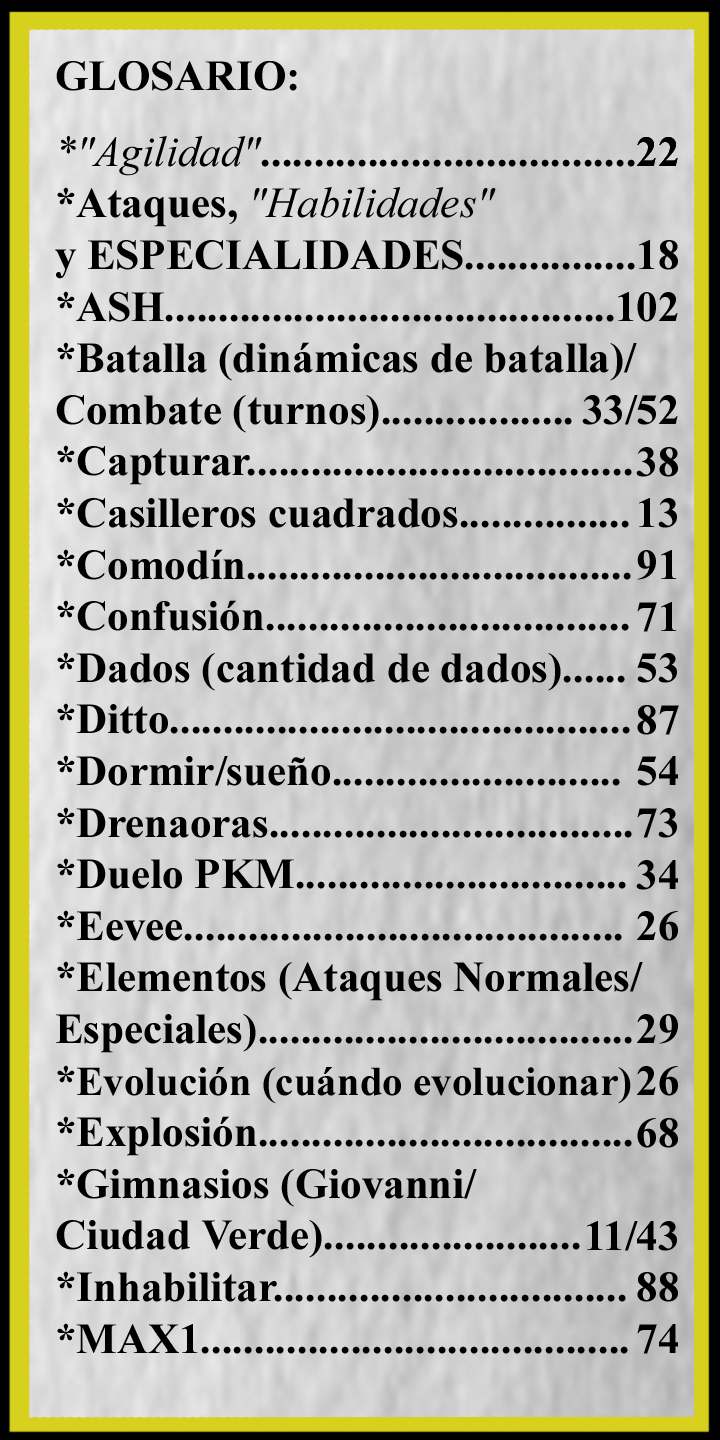 GLOSARIO:
*"Agilidad"...................................22
*Ataques, "Habilidades"
y ESPECIALIDADES................18
*ASH..........................................102
*Batalla (dinámicas de batalla)/
Combate (turnos).................. 33/52
*Capturar....................................38
*Casilleros cuadrados................ 13
*Comodín....................................91
*Confusión.................................. 71
*Dados (cantidad de dados)...... 53
*Ditto...........................................87
*Dormir/sueño........................... 54
*Drenaoras..................................73
*Duelo PKM............................... 34
*Eevee......................................... 26
*Elementos (Ataques Normales/
Especiales)...................................29
*Evolución (cuándo evolucionar)26
*Explosión...................................68
*Gimnasios (Giovanni/
Ciudad Verde)........................11/43
*Inhabilitar................................. 88
*MAX1........................................ 74